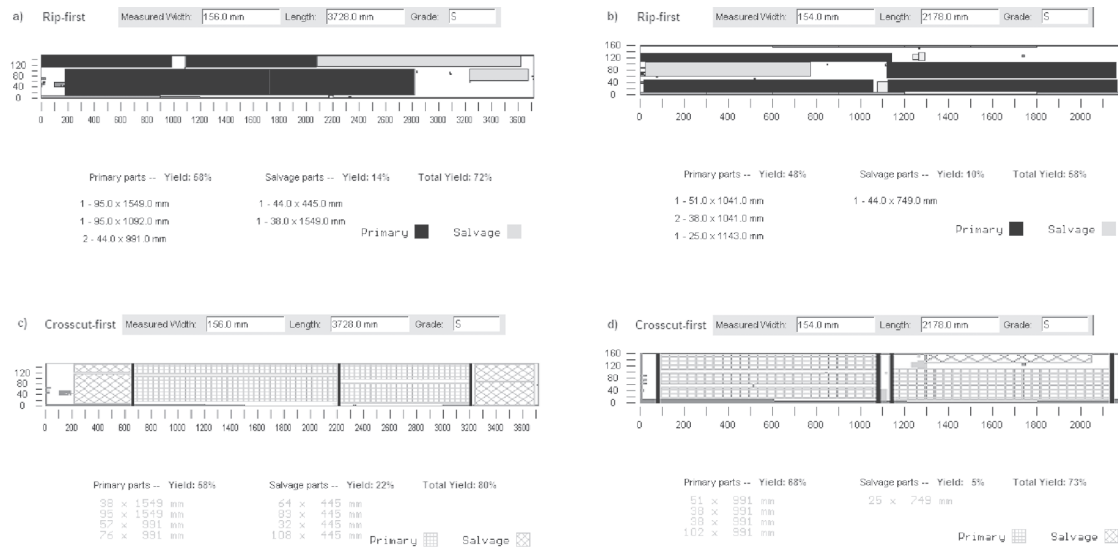 a) Rip-first Measured Width: 156.0 mm Length: 3728.0 mm Grade: S
120
80
40
0
0 200 400 600 800 1000 1200 1400 1600 1800 2000 2200 2400 2600 2800 3000 3200 3400 3600
Primary parts -- Yield: 58% Salvage parts -- Yield: 14% Total Yield: 72%
1 - 95.0 x 1549.0 mm 1 - 44.0 x 445.0 mm
1 - 95.0 x 1092.0 mm 1 - 38.0 x 1549.0 mm
2 - 44.0 x 991.0 mm
Primary Salvage
b) Rip-first Measured Width: 154.0 mm Length: 2178.0 mm Grade: S
160
120
80
40
0
0 200 400 600 800 1000 1200 1400 1600 1800 2000
Primary parts -- Yield: 48% Salvage parts -- Yield: 10% Total Yield: 58%
1 - 51.0 x 1041.0 mm 1 - 44.0 x 749.0 mm
2 - 38.0 x 1041.0 mm
1 - 25.0 x 1143.0 mm
Primary Salvage
c) Crosscut-first Measured Width: 156.0 mm Length: 3728.0 mm Grade: S
120
80
40
0
0 200 400 600 800 1000 1200 1400 1600 1800 2000 2200 2400 2600 2800 3000 3200 3400 3600
Primary parts -- Yield: 58% Salvage parts -- Yield: 22% Total Yield: 80%
38 x 1549 mm 64 x 445 mm
95 x 1549 mm 83 x 445 mm
57 x 991 mm 32 x 445 mm
76 x 991 mm 108 x 445 mm
Primary Salvage
d) Crosscut-first Measured Width: 154.0 mm Length: 2178.0 mm Grade: S
160
120
80
40
0
0 200 400 600 800 1000 1200 1400 1600 1800 2000
Primary parts -- Yield: 68% Salvage parts -- Yield: 5% Total Yield: 73%
51 x 991 mm 25 x 749 mm
38 x 991 mm
38 x 991 mm
102 x 991 mm
Primary Salvage